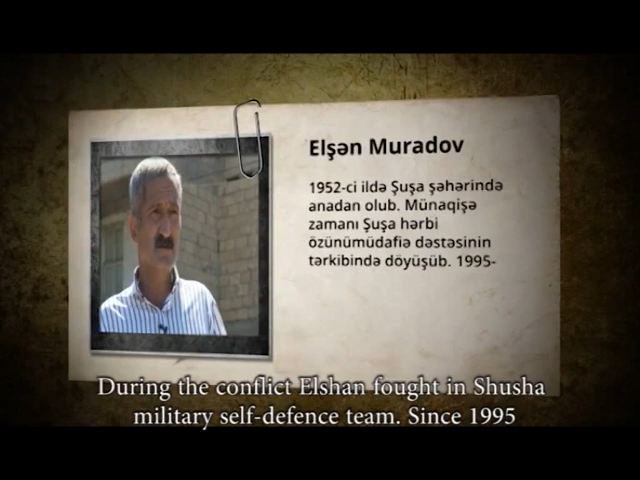 Elşən Muradov
1952-ci ildə Şuşa şəhərində
anadan olub. Münaqişə
zamanı Şuşa hərbi
özünümüdafiə dəstəsinin
tərkibində döyüşüb. 1995-
During the conflict Elshan fought in Shusha
military self-defence team. Since 1995